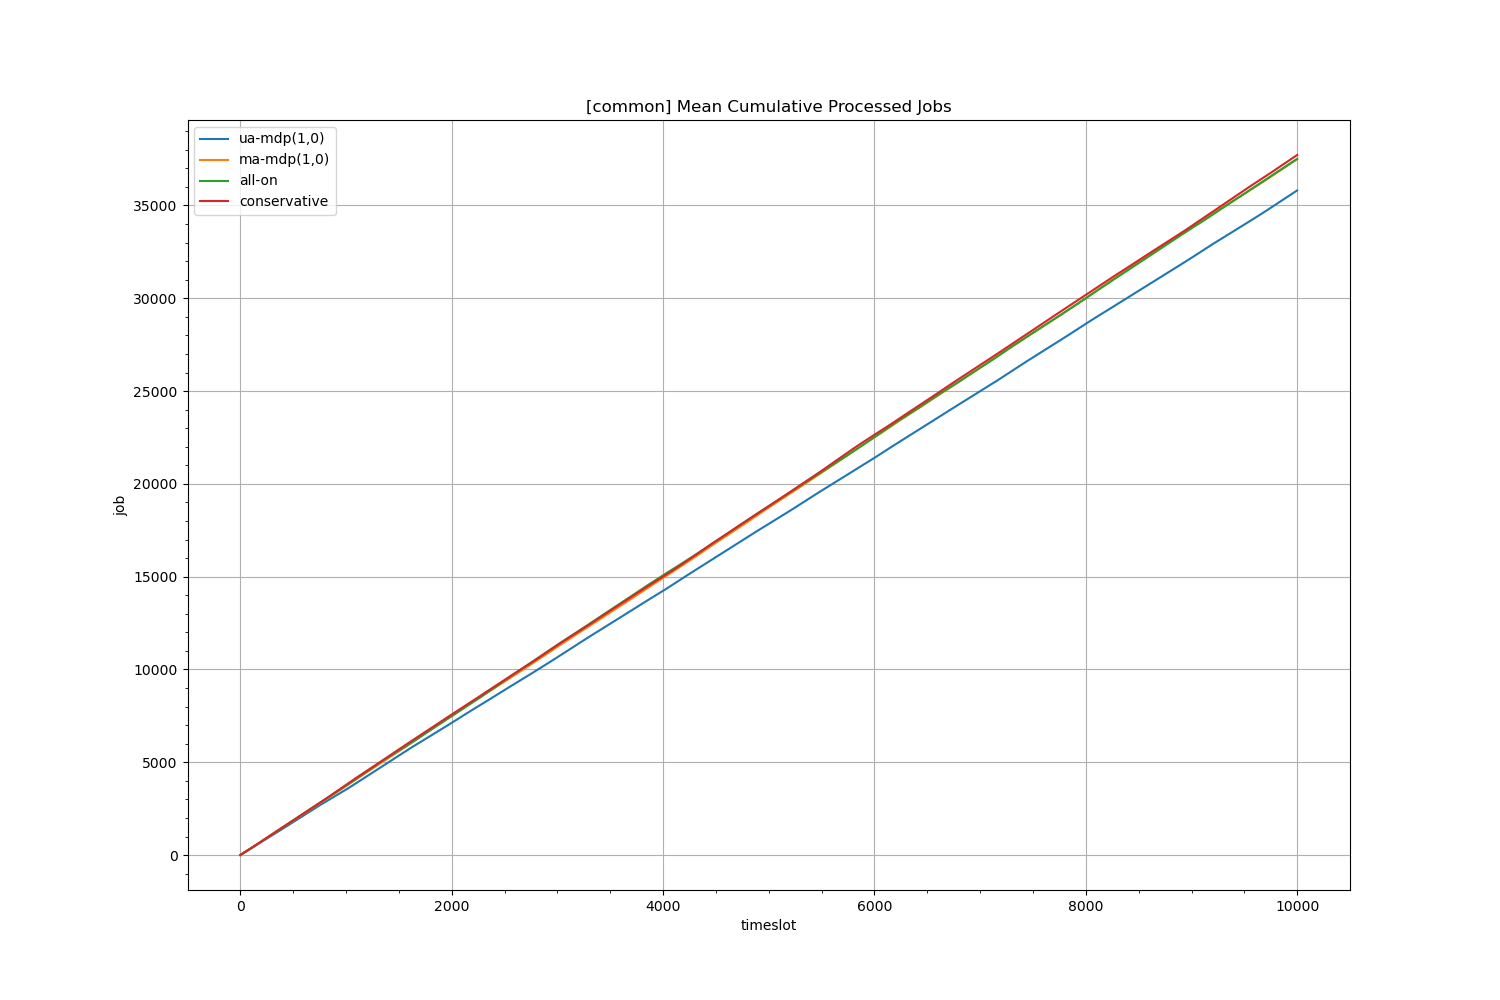 [common] Mean Cumulative Processed Jobs
ua-mdp(1,0)
ma-mdp(1,0)
all-on
conservative
35000
30000
25000
20000
15000
10000
5000
0
job
0 2000 4000 6000 8000 10000
timeslot